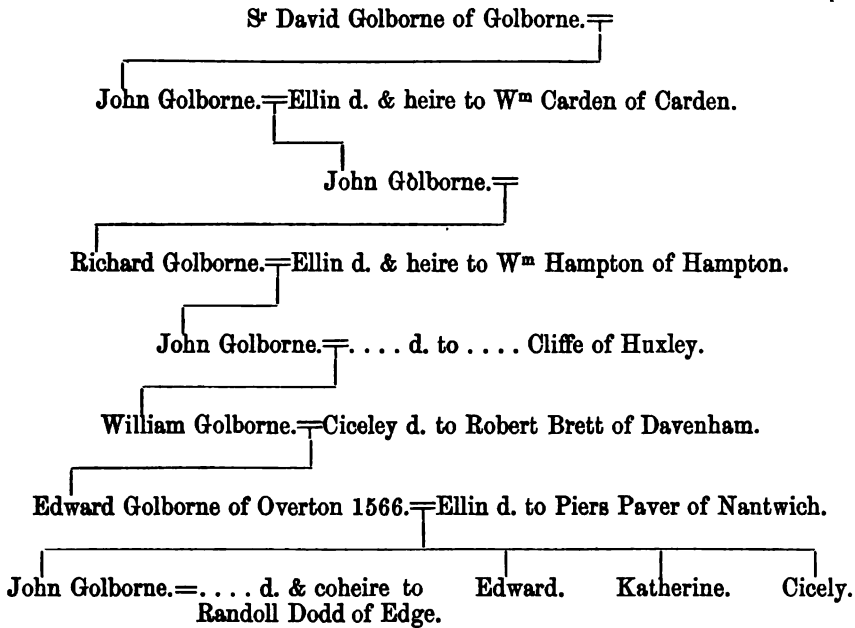 Sr David Golborne of Golborne.
John Golborne.=Ellin d. & heire to Wm Carden of Carden.
John Gòlborne.=
Richard Golborne.=Ellin d. & heire to Wm Hampton of Hampton.
John Golborne.=.... d. to .... Cliffe of Huxley.
William Golborne.=Ciceley d. to Robert Brett of Davenham.
Edward Golborne of Overton 1566.=Ellin d. to Piers Paver of Nantwich.
John Golborne.=.... d. & coheire to Edward. Katherine. Cicely.
Randoll Dodd of Edge.